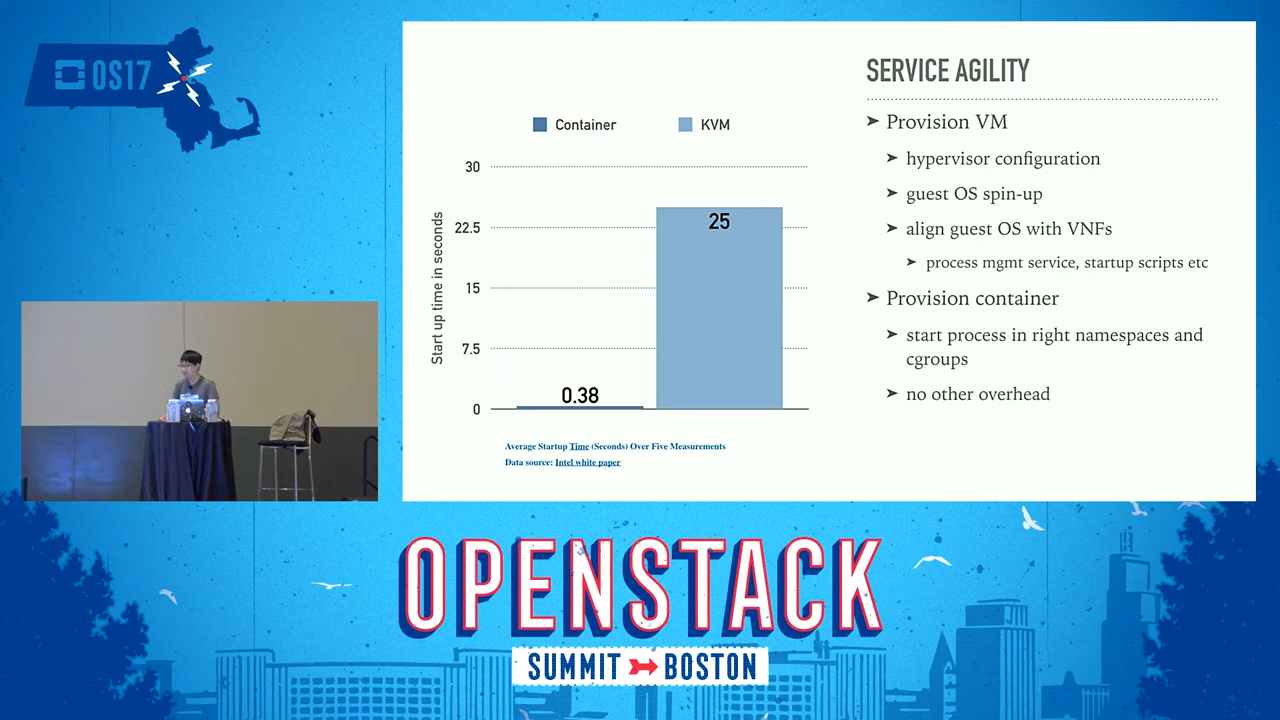 OS17
Container
KVM
30
22.5
15
7.5
0
Start up time in seconds
0.38
25
Average Startup Time (Seconds) Over Five Measurements
Data source: Intel white paper
SERVICE AGILITY
➤ Provision VM
➤ hypervisor configuration
➤ guest OS spin-up
➤ align guest OS with VNFs
➤ process mgmt service, startup scripts etc
➤ Provision container
➤ start process in right namespaces and
cgroups
➤ no other overhead
OPENSTACK
SUMMIT BOSTON